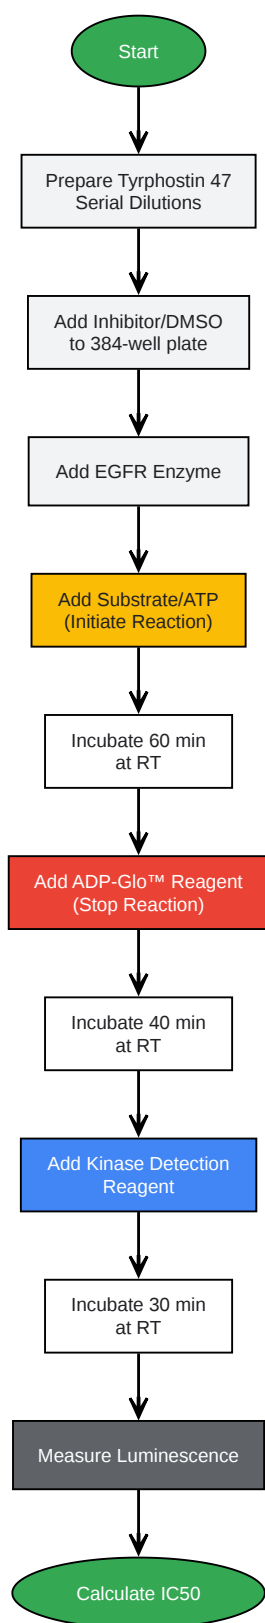 Start
Prepare Tyrphostin 47
Serial Dilutions
Add Inhibitor/DMSO
to 384-well plate
Add EGFR Enzyme
Add Substrate/ATP
(Initiate Reaction)
Incubate 60 min
at RT
Add ADP-Glo™ Reagent
(Stop Reaction)
Incubate 40 min
at RT
Add Kinase Detection
Reagent
Incubate 30 min
at RT
Measure Luminescence
Calculate IC50